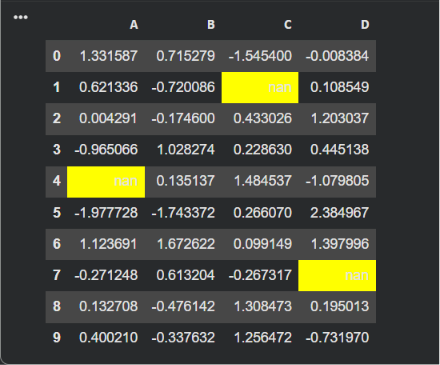 A B C D
0 1.331587 0.715279 -1.545400 -0.008384
1 0.621336 -0.720086 nan 0.108549
2 0.004291 -0.174600 0.433026 1.203037
3 -0.965066 1.028274 0.228630 0.445138
4 nan 0.135137 1.484537 -1.079805
5 -1.977728 -1.743372 0.266070 2.384967
6 1.123691 1.672622 0.099149 1.397996
7 -0.271248 0.613204 -0.267317 nan
8 0.132708 -0.476142 1.308473 0.195013
9 0.400210 -0.337632 1.256472 -0.731970